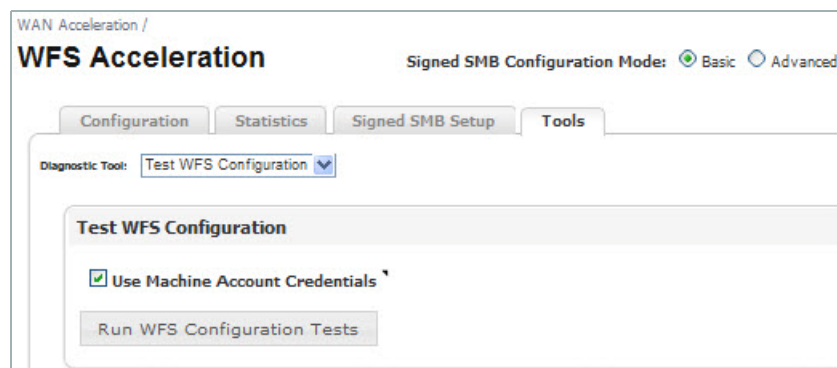 WAN Acceleration /
WFS Acceleration
Signed SMB Configuration Mode: Basic Advanced
Configuration Statistics Signed SMB Setup Tools
Diagnostic Tool: Test WFS Configuration
Test WFS Configuration
Use Machine Account Credentials
Run WFS Configuration Tests